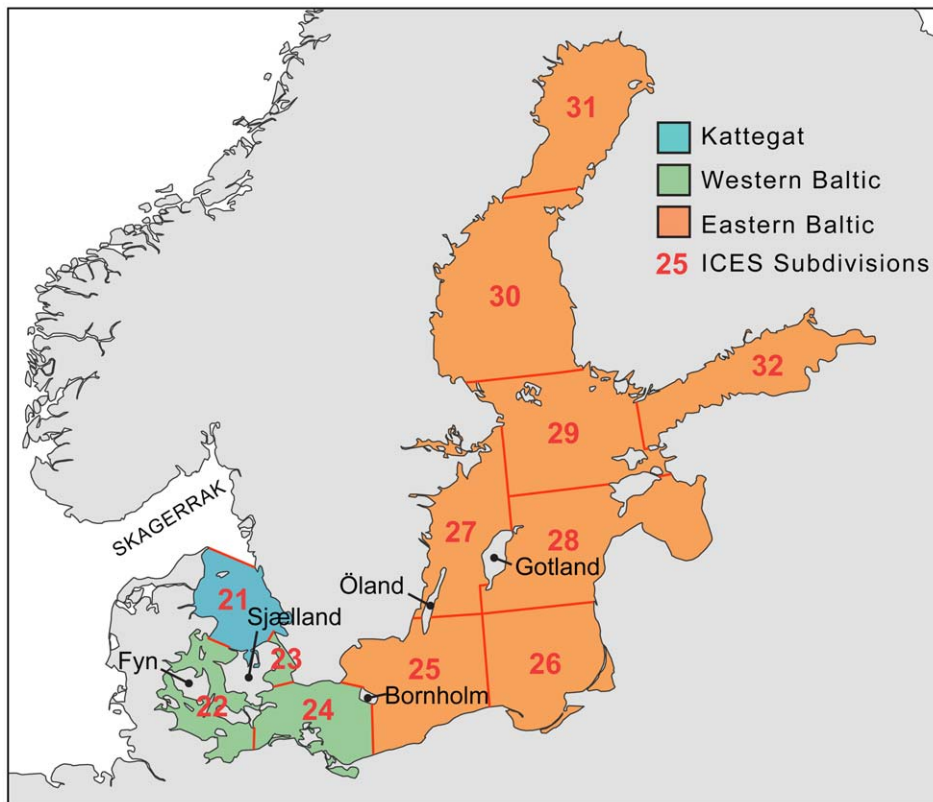 31
Kattegat
Western Baltic
Eastern Baltic
25 ICES Subdivisions
30
32
29
SKAGERRAK
27
28
Gotland
Öland
21
Sjælland
Fyn
23
25
26
22
24
Bornholm